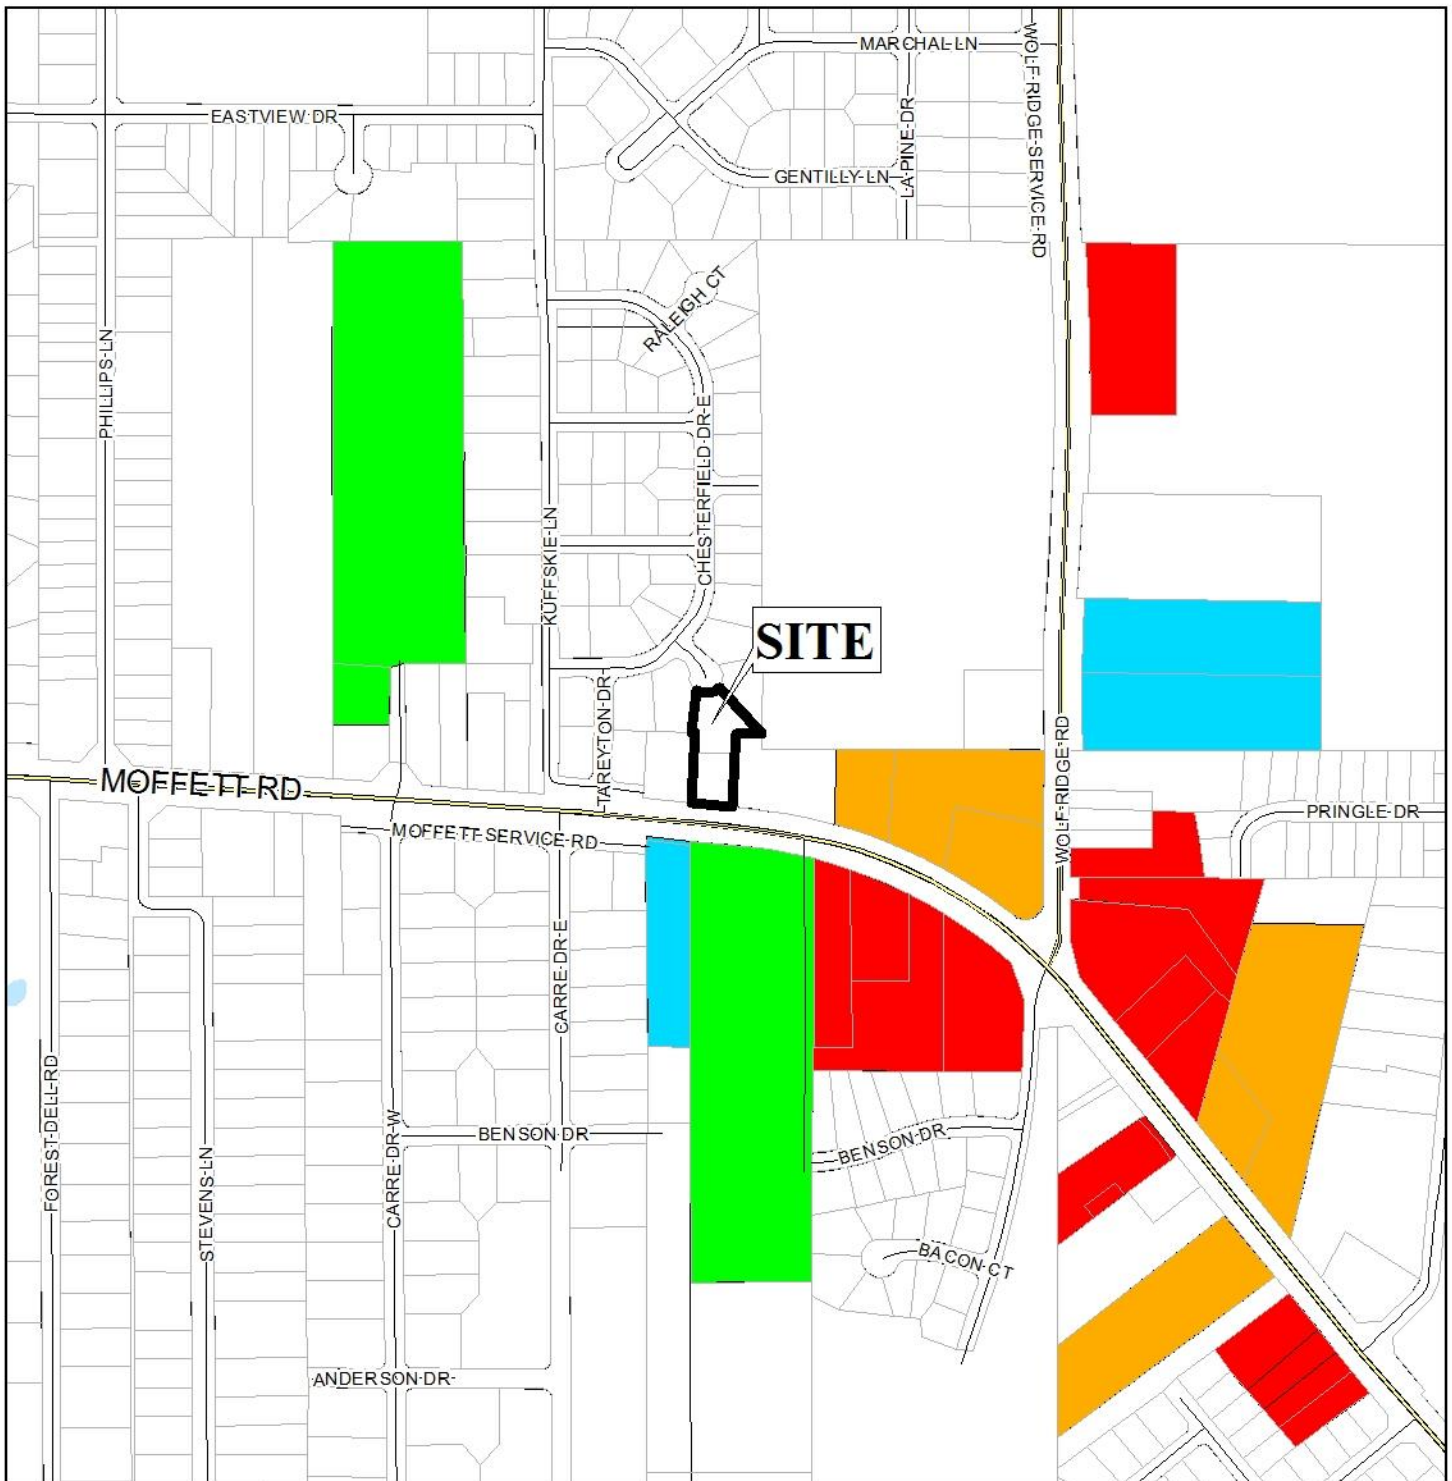 MARCHAL LN
WOLF RIDGE SERVICE RD
EASTVIEW DR
LA PINE DR
GENTILLY LN
RALEIGH CT
PHILLIPS LN
CHESTERFIELD DR E
KUFFSKIE LN
SITE
TAREYTON DR
WOLF RIDGE RD
MOFFETT RD
PRINGLE DR
MOFFETT SERVICE RD
CARRE DR E
FOREST DELL RD
STEVENS LN
CARRE DR W
BENSON DR
BENSON DR
BACON CT
ANDERSON DR